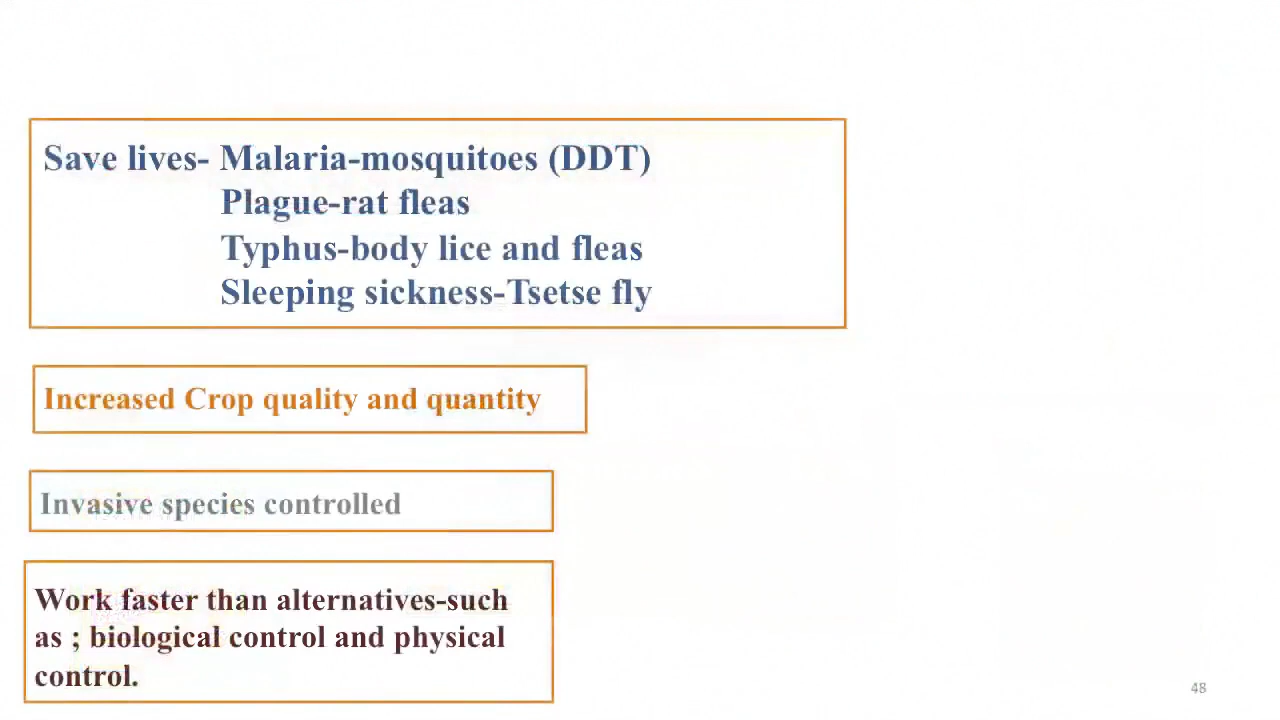 Save lives- Malaria-mosquitoes (DDT)
Plague-rat fleas
Typhus-body lice and fleas
Sleeping sickness-Tsetse fly
Increased Crop quality and quantity
Invasive species controlled
Work faster than alternatives-such
as ; biological control and physical
control.
48